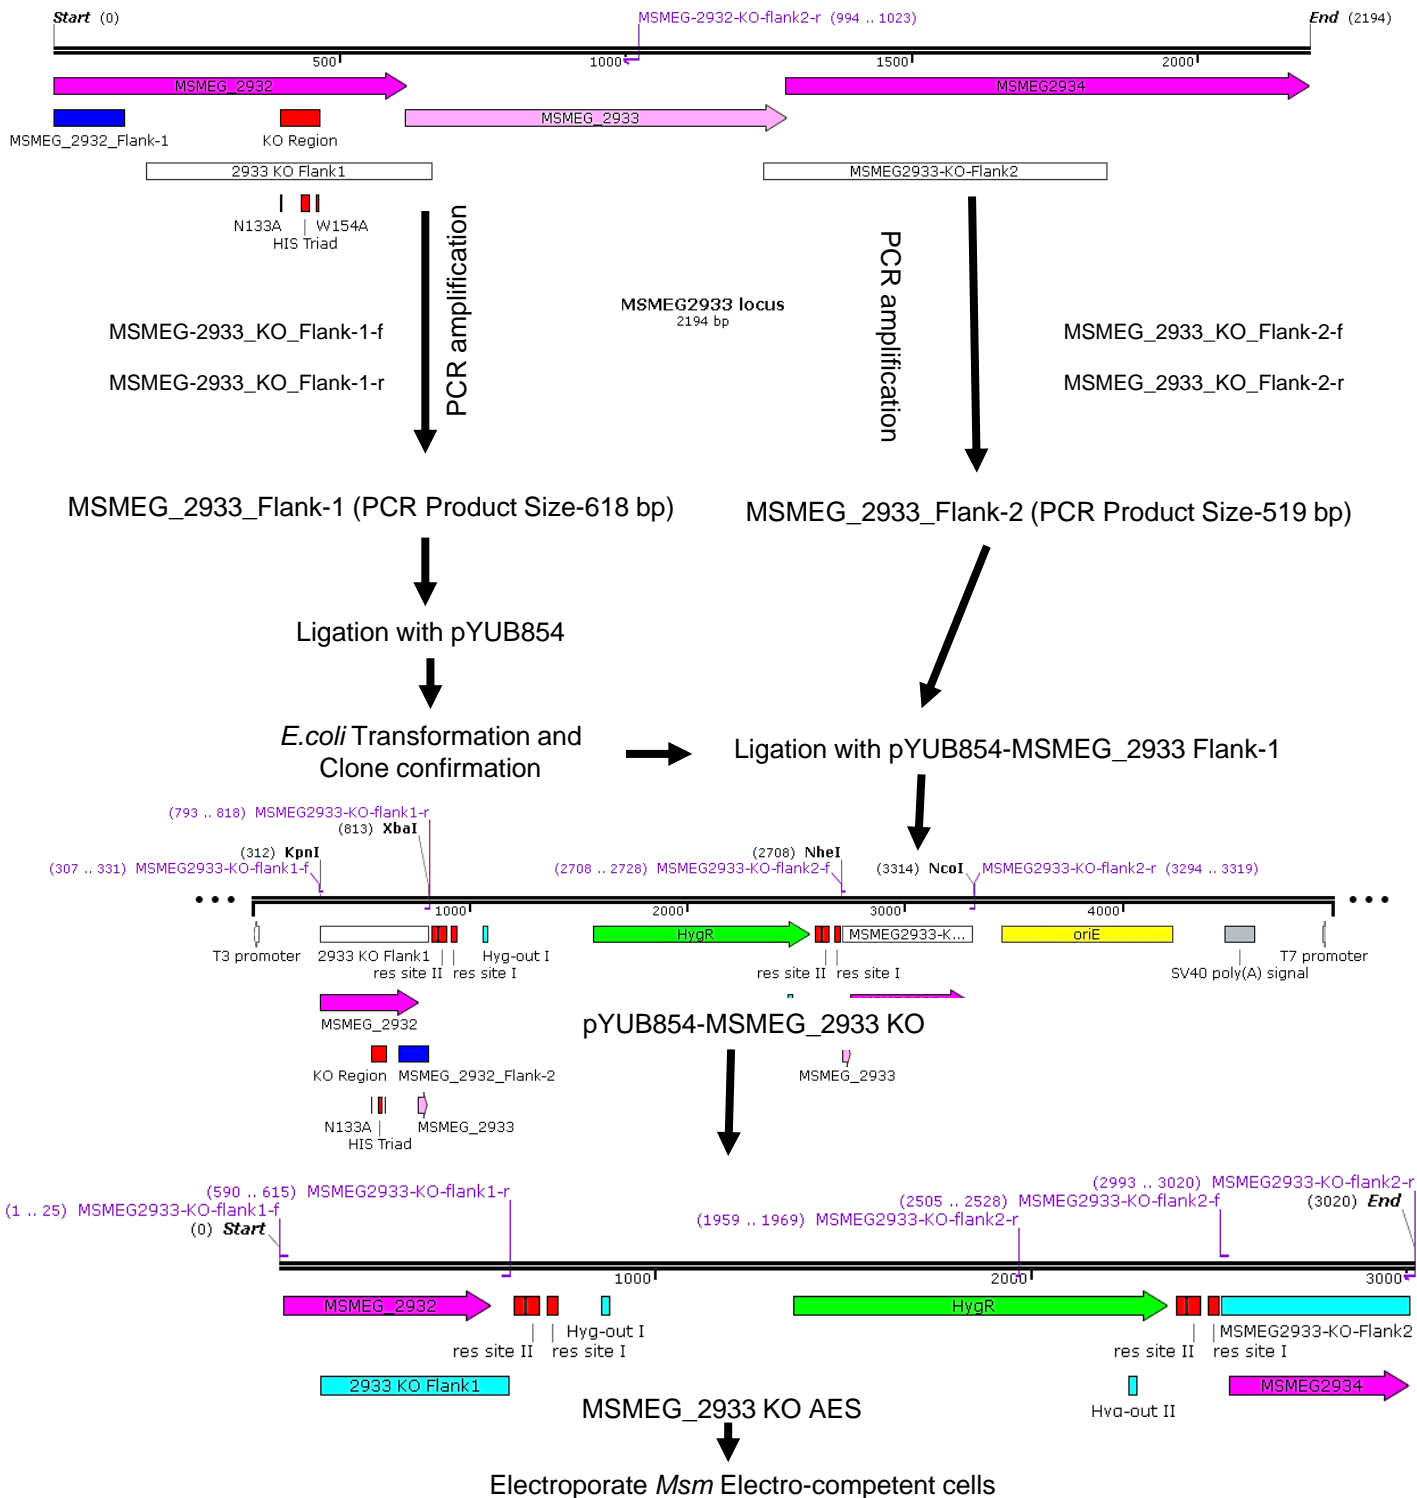 Start (0)
MSMEG-2932-KO-flank2-r (994 .. 1023)
End (2194)
500
1000
1500
2000
MSMEG_2932
MSMEG2934
MSMEG_2933
MSMEG_2932_Flank-1
KO Region
2933 KO Flank1
MSMEG2933-KO-Flank2
N133A
W154A
HIS Triad
PCR amplification
PCR amplification
MSMEG2933 locus
2194 bp
MSMEG-2933_KO_Flank-1-f
MSMEG_2933_KO_Flank-2-f
MSMEG-2933_KO_Flank-1-r
MSMEG_2933_KO_Flank-2-r
MSMEG_2933_Flank-1 (PCR Product Size-618 bp)
MSMEG_2933_Flank-2 (PCR Product Size-519 bp)
Ligation with pYUB854
E.coli Transformation and
Clone confirmation
Ligation with pYUB854-MSMEG_2933 Flank-1
(793 .. 818) MSMEG2933-KO-flank1-r
(813) XbaI
(312) KpnI
(2708) NheI
(307 .. 331) MSMEG2933-KO-flank1-f
(2708 .. 2728) MSMEG2933-KO-flank2-f
(3314) NcoI
MSMEG2933-KO-flank2-r (3294 .. 3319)
1000
2000
3000
4000
HygR
MSMEG2933-K...
oriE
T3 promoter
2933 KO Flank1
Hyg-out I
T7 promoter
res site II
res site I
res site II
res site I
SV40 poly(A) signal
MSMEG_2932
pYUB854-MSMEG_2933 KO
KO Region
MSMEG_2932_Flank-2
MSMEG_2933
N133A
MSMEG_2933
HIS Triad
(2993 .. 3020) MSMEG2933-KO-flank2-r
(590 .. 615) MSMEG2933-KO-flank1-r
(2505 .. 2528) MSMEG2933-KO-flank2-f
(3020) End
(1 .. 25) MSMEG2933-KO-flank1-f
(1959 .. 1969) MSMEG2933-KO-flank2-r
(0) Start
1000
2000
3000
MSMEG_2932
HygR
Hyg-out I
MSMEG2933-KO-Flank2
res site II
res site I
res site II
res site I
2933 KO Flank1
MSMEG2934
Hyg-out II
MSMEG_2933 KO AES
Electroporate Msm Electro-competent cells